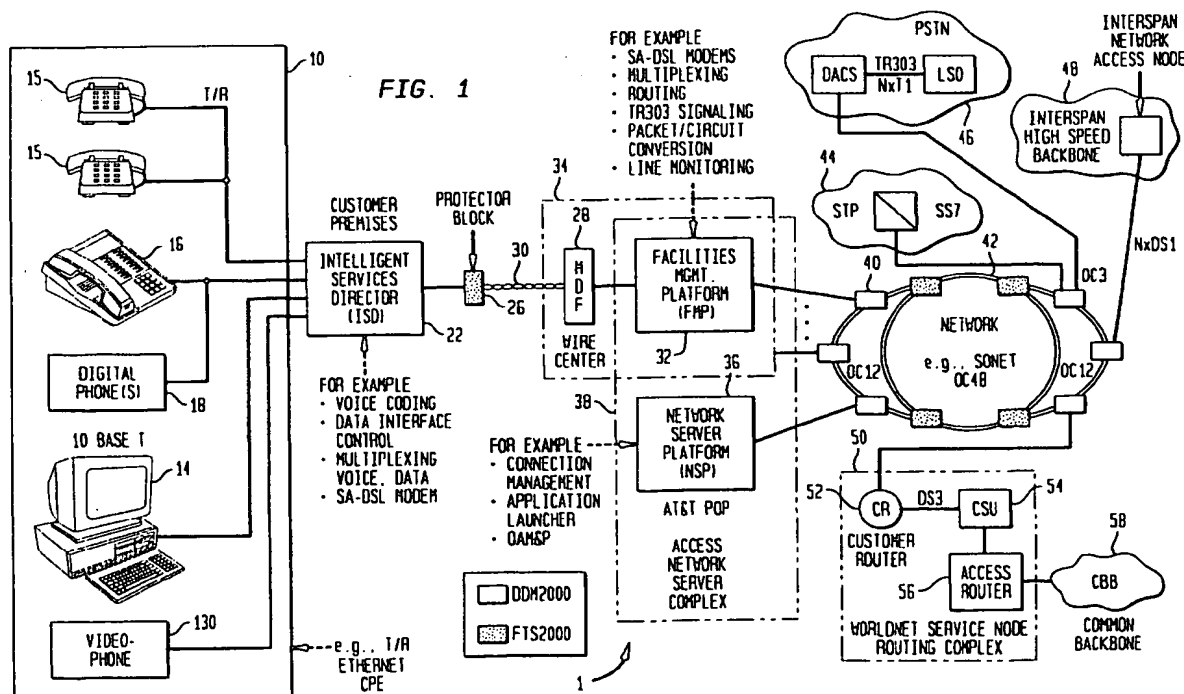 FIG. 1
10
15
T/R
15
16
DIGITAL
PHONE(S)
18
10 BASE T
14
VIDEO-
PHONE
130
e.g., T/R
ETHERNET
CPE
CUSTOMER
PREMISES
INTELLIGENT
SERVICES
DIRECTOR
(ISD)
22
FOR EXAMPLE
• VOICE CODING
• DATA INTERFACE
CONTROL
• MULTIPLEXING
VOICE, DATA
• SA-DSL MODEM
PROTECTOR
BLOCK
26
30
34
28
MDF
WIRE
CENTER
FOR EXAMPLE
• SA-DSL MODEMS
• MULTIPLEXING
• ROUTING
• TR303 SIGNALING
• PACKET/CIRCUIT
CONVERSION
• LINE MONITORING
FACILITIES
MGMT.
PLATFORM
(FMP)
32
36
38
NETWORK
SERVER
PLATFORM
(NSP)
FOR EXAMPLE
• CONNECTION
MANAGEMENT
• APPLICATION
LAUNCHER
• OAM&P
AT&T POP
ACCESS
NETWORK
SERVER
COMPLEX
DDM2000
FTS2000
1
PSTN
DACS
TR303
NxT1
LSO
46
INTERSPAN
NETWORK
ACCESS NODE
48
INTERSPAN
HIGH SPEED
BACKBONE
44
STP
SS7
NxDS1
40
42
OC3
NETWORK
e.g., SONET
OC48
OC12
OC12
50
52
CR
DS3
CSU
54
CUSTOMER
ROUTER
56
ACCESS
ROUTER
58
CBB
COMMON
BACKBONE
WORLDNET SERVICE NODE
ROUTING COMPLEX